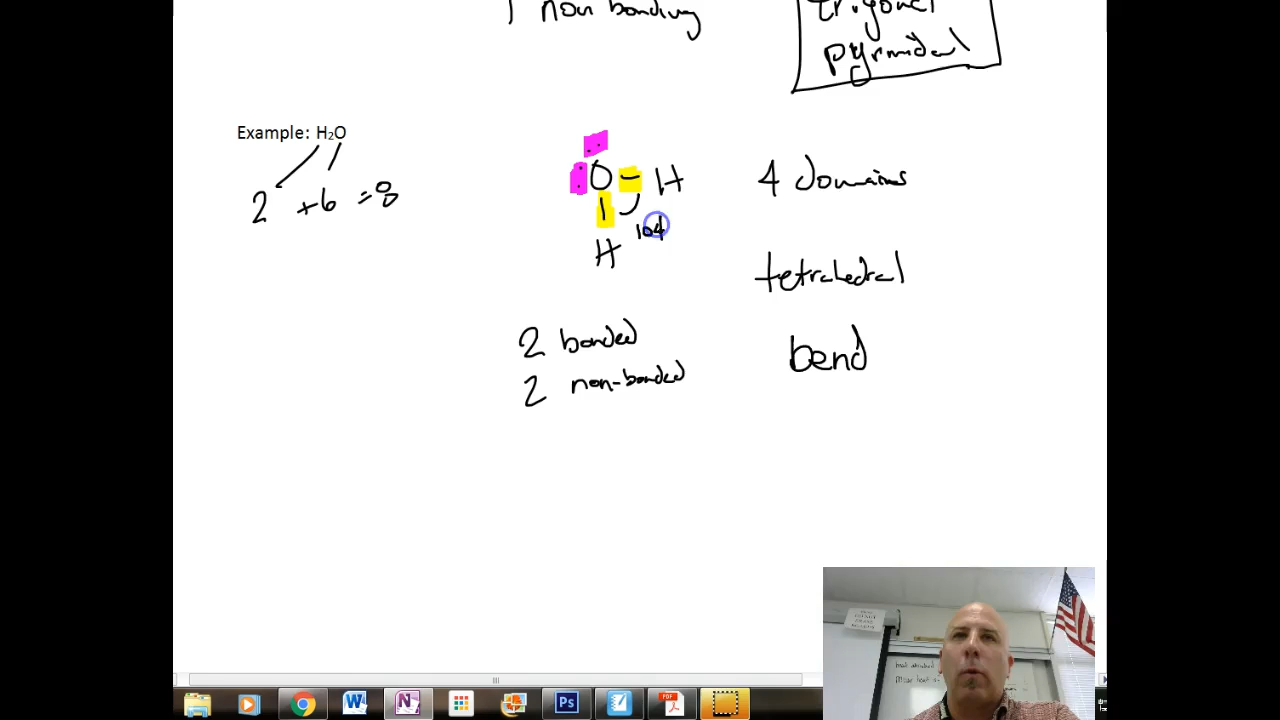 1 non bonding
trigonal
pyramidal
Example: H₂O
2 +6 =8
O - H
4 domains
H
104
tetrahedral
2 bonded
bend
2 non-bonded